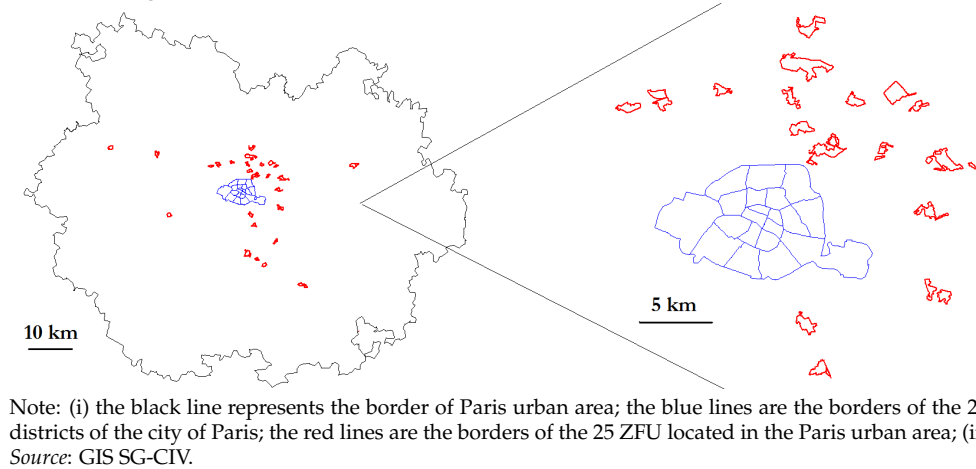 10 km
5 km
Note: (i) the black line represents the border of Paris urban area; the blue lines are the borders of the
districts of the city of Paris; the red lines are the borders of the 25 ZFU located in the Paris urban area;
Source: GIS SG-CIV.